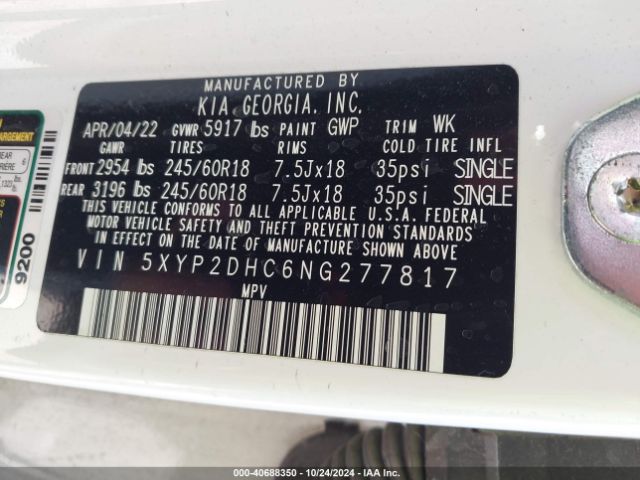 MANUFACTURED BY
KIA GEORGIA, INC.
APR/04/22 GVWR 5917 lbs PAINT GWP TRIM WK
GAWR TIRES RIMS COLD TIRE INFL
FRONT 2954 lbs 245/60R18 7.5Jx18 35psi SINGLE
REAR 3196 lbs 245/60R18 7.5Jx18 35psi SINGLE
THIS VEHICLE CONFORMS TO ALL APPLICABLE U.S.A. FEDERAL
MOTOR VEHICLE SAFETY AND THEFT PREVENTION STANDARDS
IN EFFECT ON THE DATE OF MANUFACTURE SHOWN ABOVE
VIN 5XYP2DHC6NG277817
MPV
9200
000-40688350 | 10/24/2024 | IAA Inc.